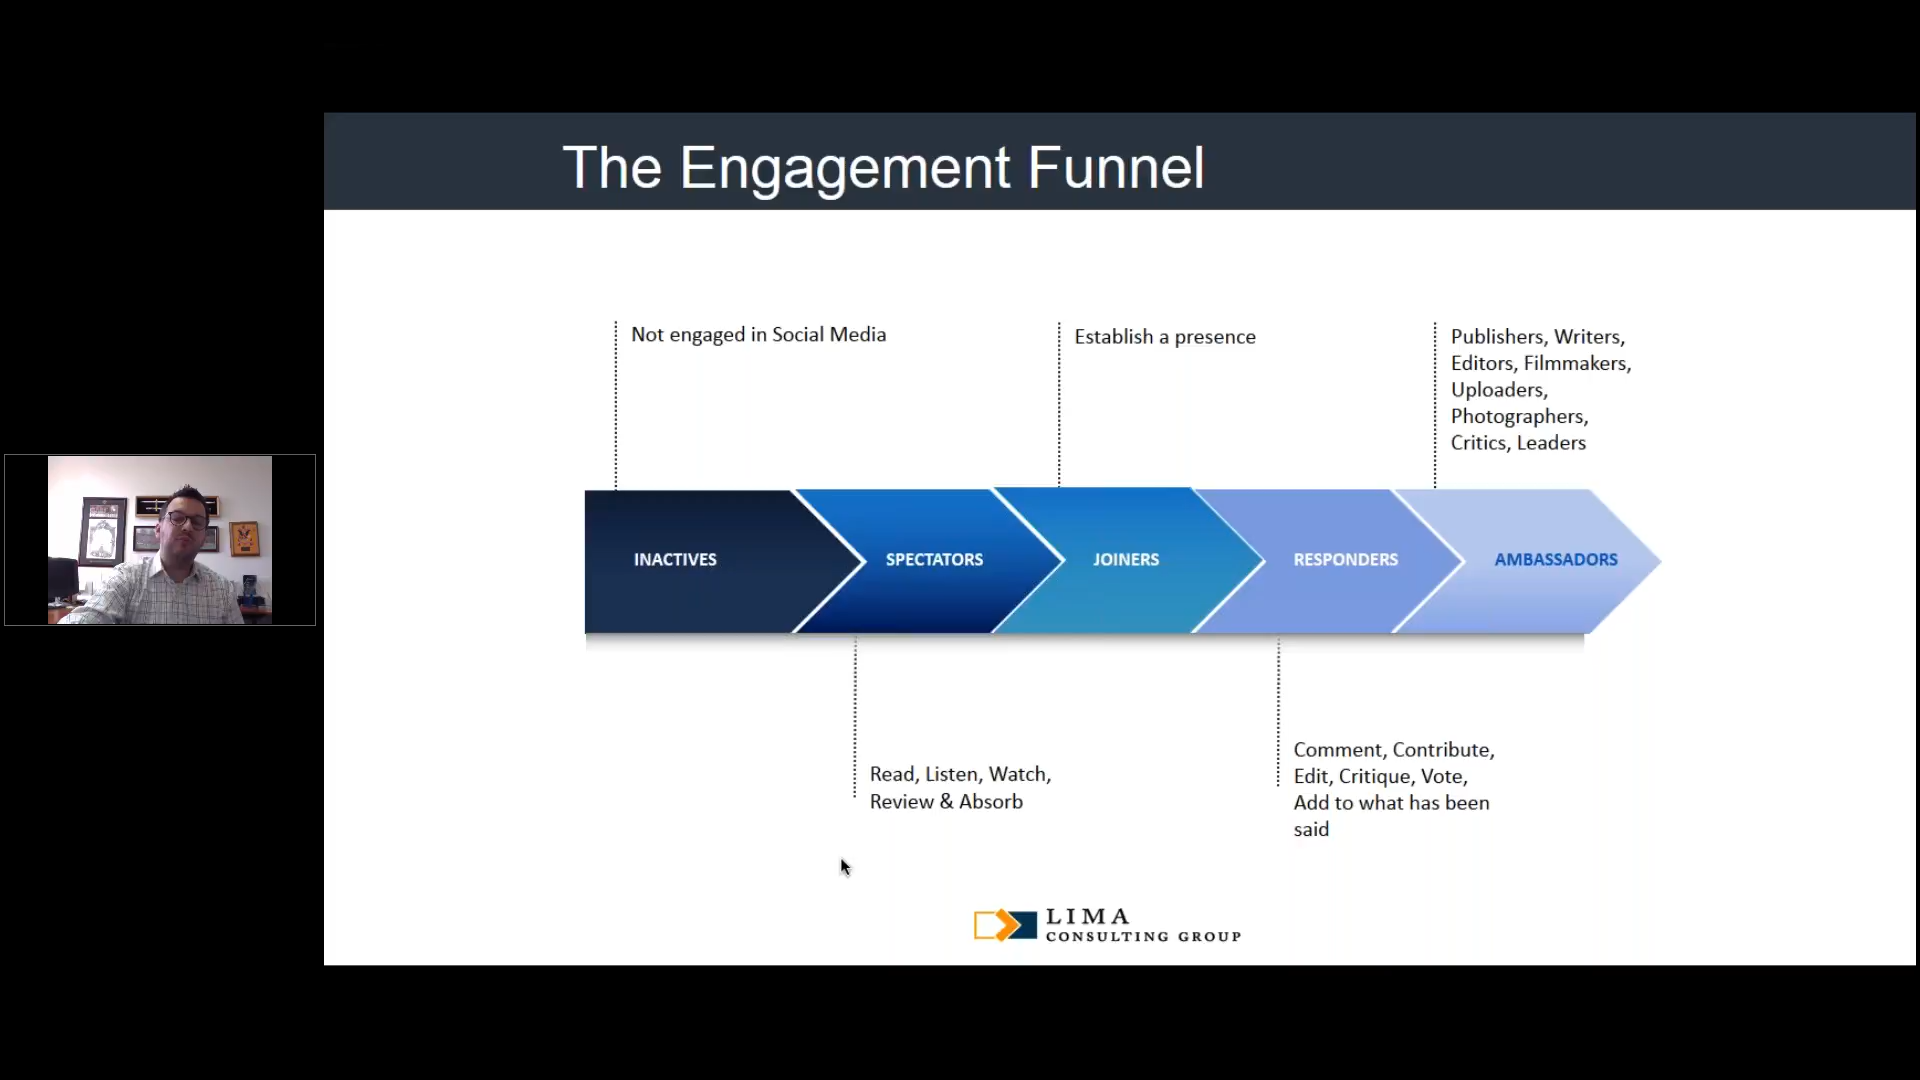 The Engagement Funnel
Not engaged in Social Media
Establish a presence
Publishers, Writers,
Editors, Filmmakers,
Uploaders,
Photographers,
Critics, Leaders
INACTIVES
SPECTATORS
JOINERS
RESPONDERS
AMBASSADORS
Read, Listen, Watch,
Review & Absorb
Comment, Contribute,
Edit, Critique, Vote,
Add to what has been
said
LIMA
CONSULTING GROUP